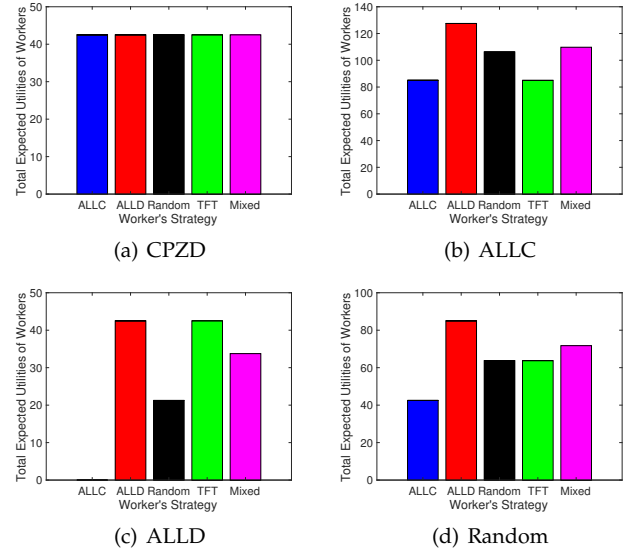 Total Expected Utilities of Workers
50
40
30
20
10
0
ALLC ALLD Random TFT Mixed
Worker's Strategy
(a) CPZD
Total Expected Utilities of Workers
140
120
100
80
60
40
20
0
ALLC ALLD Random TFT Mixed
Worker's Strategy
(b) ALLC
Total Expected Utilities of Workers
50
40
30
20
10
0
ALLC ALLD Random TFT Mixed
Worker's Strategy
(c) ALLD
Total Expected Utilities of Workers
100
80
60
40
20
0
ALLC ALLD Random TFT Mixed
Worker's Strategy
(d) Random